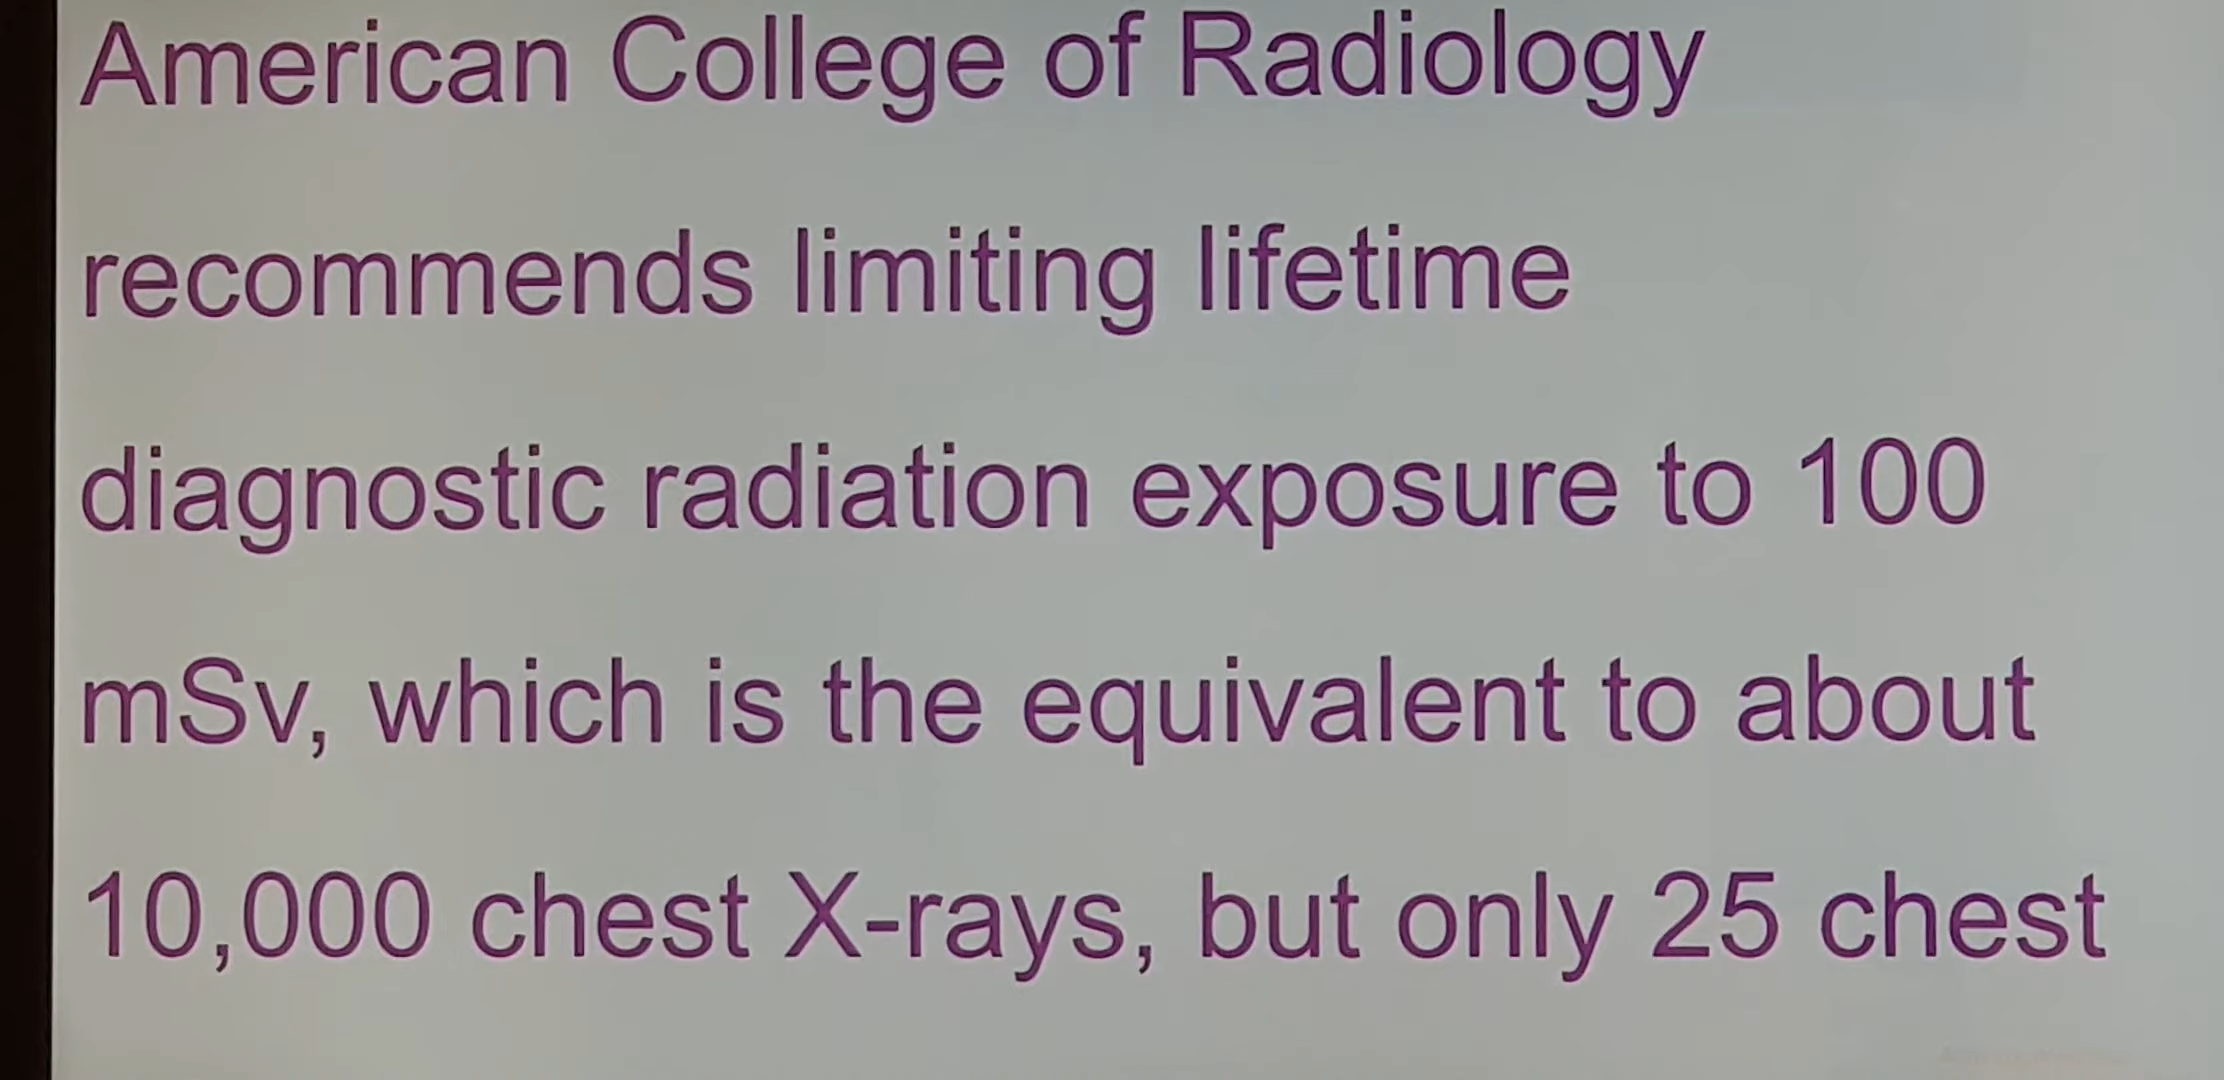 American College of Radiology
recommends limiting lifetime
diagnostic radiation exposure to 100
mSv, which is the equivalent to about
10,000 chest X-rays, but only 25 chest